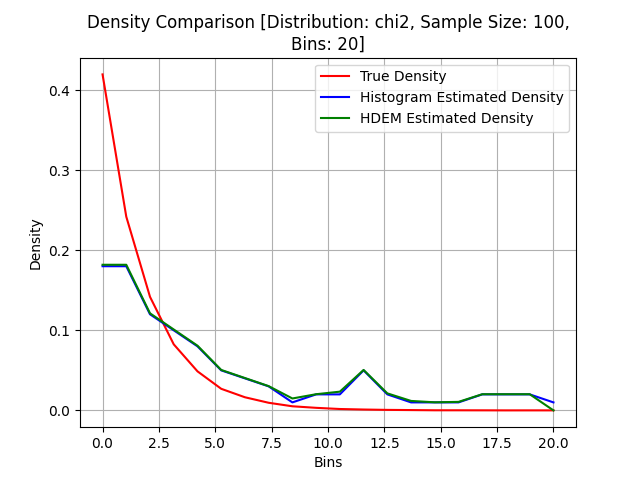 Density Comparison [Distribution: chi2, Sample Size: 100,
Bins: 20]
True Density
Histogram Estimated Density
HDEM Estimated Density
Density
0.4
0.3
0.2
0.1
0.0
0.0 2.5 5.0 7.5 10.0 12.5 15.0 17.5 20.0
Bins